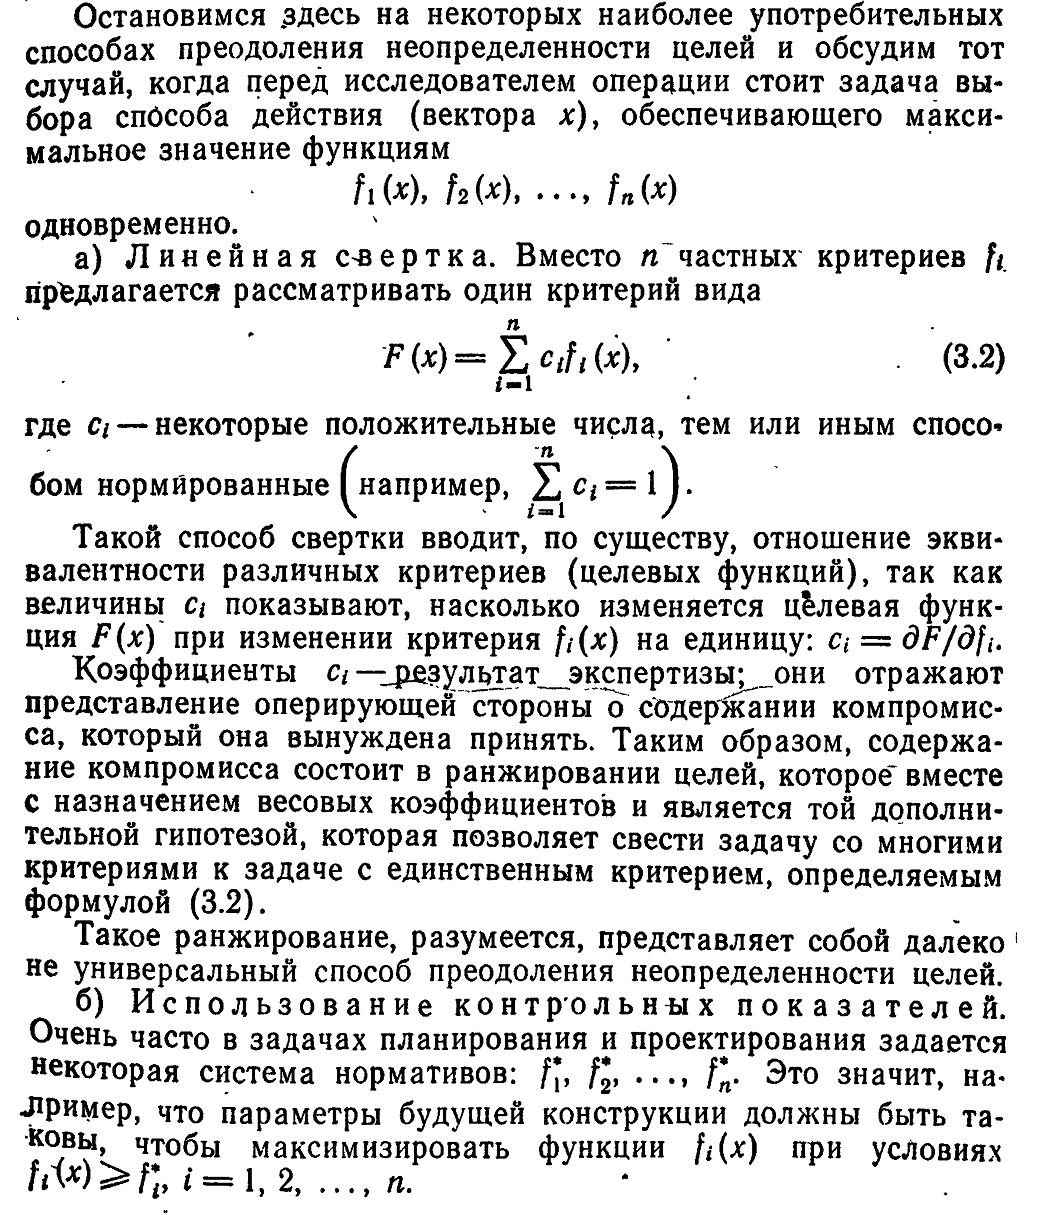 Остановимся здесь на некоторых наиболее употребительных
способах преодоления неопределенности целей и обсудим тот
случай, когда перед исследователем операции стоит задача вы-
бора способа действия (вектора x), обеспечивающего макси-
мальное значение функциям
f₁(x), f₂(x), ..., fₙ(x)
одновременно.
а) Линейная свертка. Вместо n частных критериев fᵢ
предлагается рассматривать один критерий вида
F(x) = ∑ⁿᵢ₌₁ cᵢfᵢ(x), (3.2)
где cᵢ — некоторые положительные числа, тем или иным спосо-
бом нормированные (например, ∑ⁿᵢ₌₁ cᵢ = 1).
Такой способ свертки вводит, по существу, отношение экви-
валентности различных критериев (целевых функций), так как
величины cᵢ показывают, насколько изменяется целевая функ-
ция F(x) при изменении критерия fᵢ(x) на единицу: cᵢ = ∂F/∂fᵢ.
Коэффициенты cᵢ — результат экспертизы; они отражают
представление оперирующей стороны о содержании компромис-
са, который она вынуждена принять. Таким образом, содержа-
ние компромисса состоит в ранжировании целей, которое вместе
с назначением весовых коэффициентов и является той дополни-
тельной гипотезой, которая позволяет свести задачу со многими
критериями к задаче с единственным критерием, определяемым
формулой (3.2).
Такое ранжирование, разумеется, представляет собой далеко
не универсальный способ преодоления неопределенности целей.
б) Использование контрольных показателей.
Очень часто в задачах планирования и проектирования задается
некоторая система нормативов: f₁*, f₂*, ..., fₙ*. Это значит, на-
пример, что параметры будущей конструкции должны быть та-
ковы, чтобы максимизировать функции fᵢ(x) при условиях
fᵢ(x) ⩾ fᵢ*, i = 1, 2, ..., n.